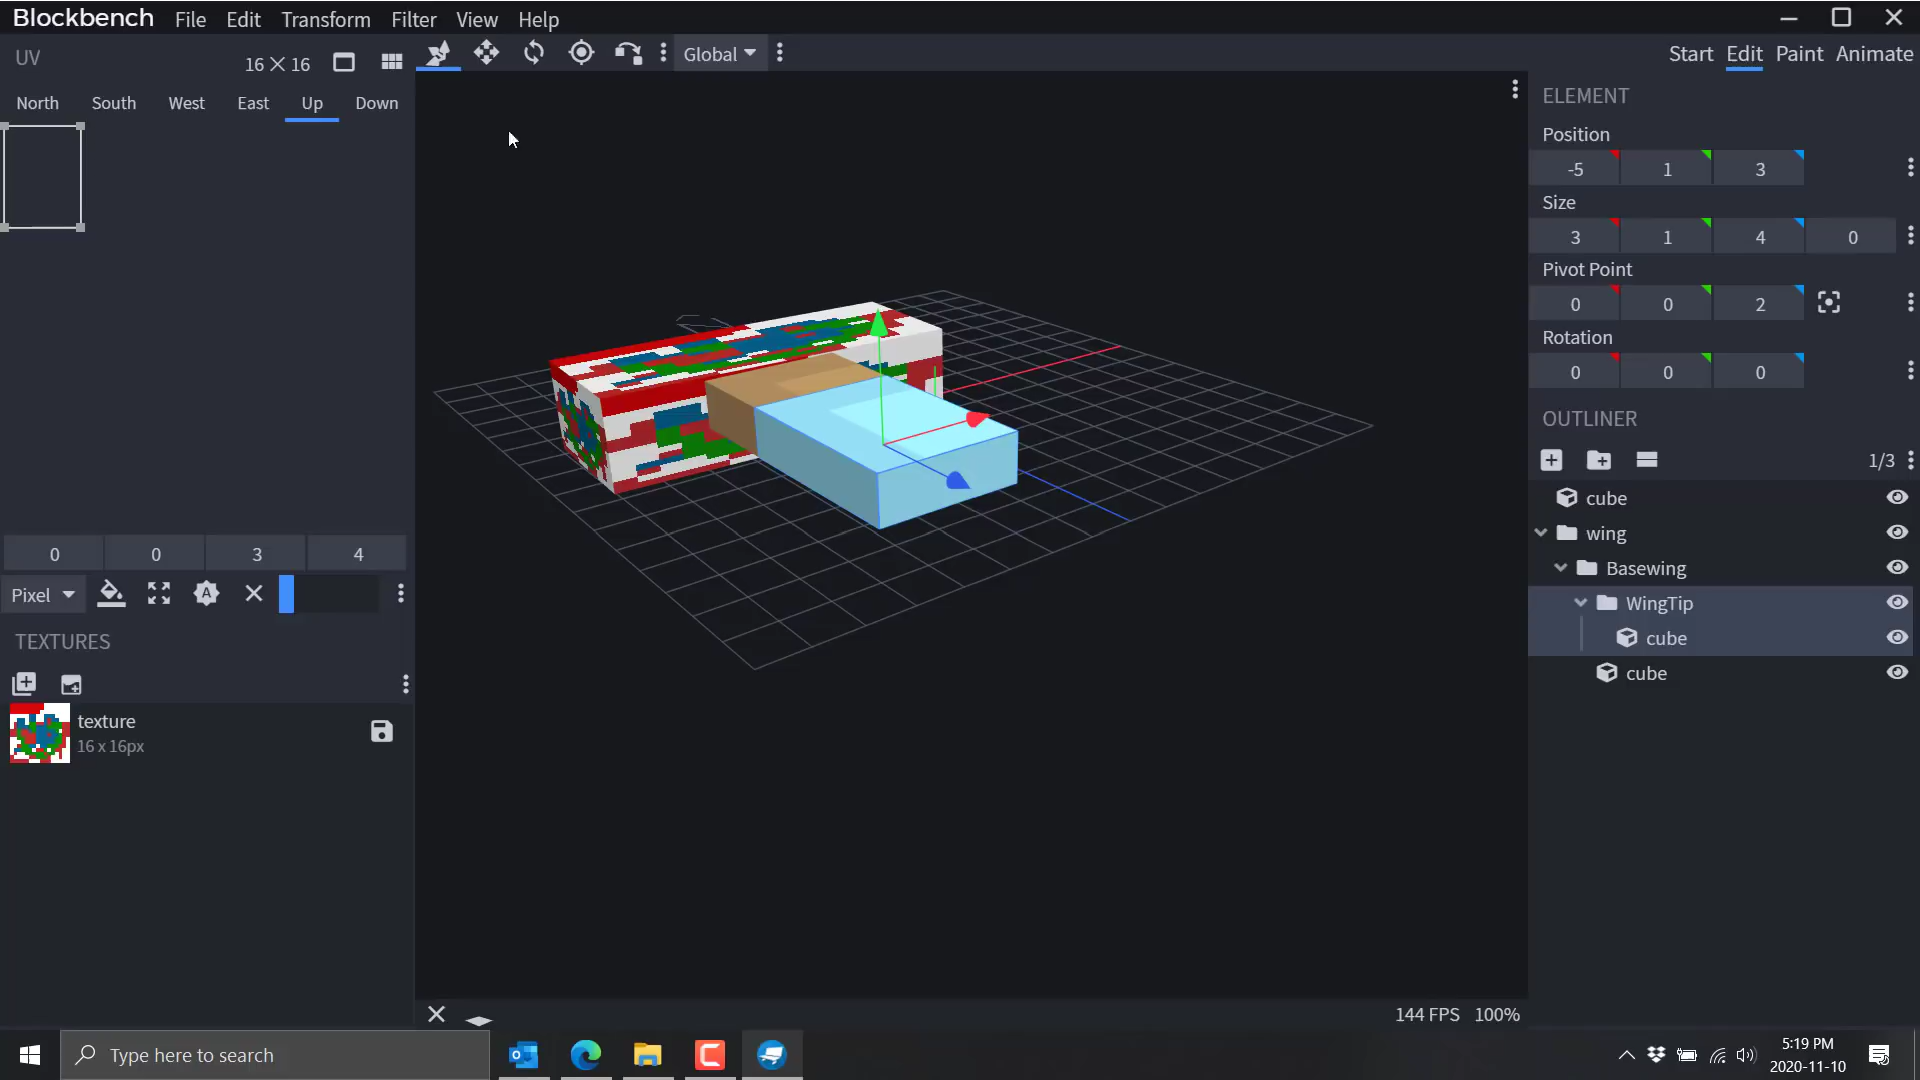 Blockbench File Edit Transform Filter View Help
UV 16 × 16 Global Start Edit Paint Animate
North South West East Up Down
ELEMENT
Position
-5 1 3
Size
3 1 4 0
Pivot Point
0 0 2
Rotation
0 0 0
OUTLINER
1/3
cube
wing
Basewing
WingTip
cube
cube
0 0 3 4
Pixel
TEXTURES
texture
16 x 16px
144 FPS 100%
Type here to search
5:19 PM
2020-11-10